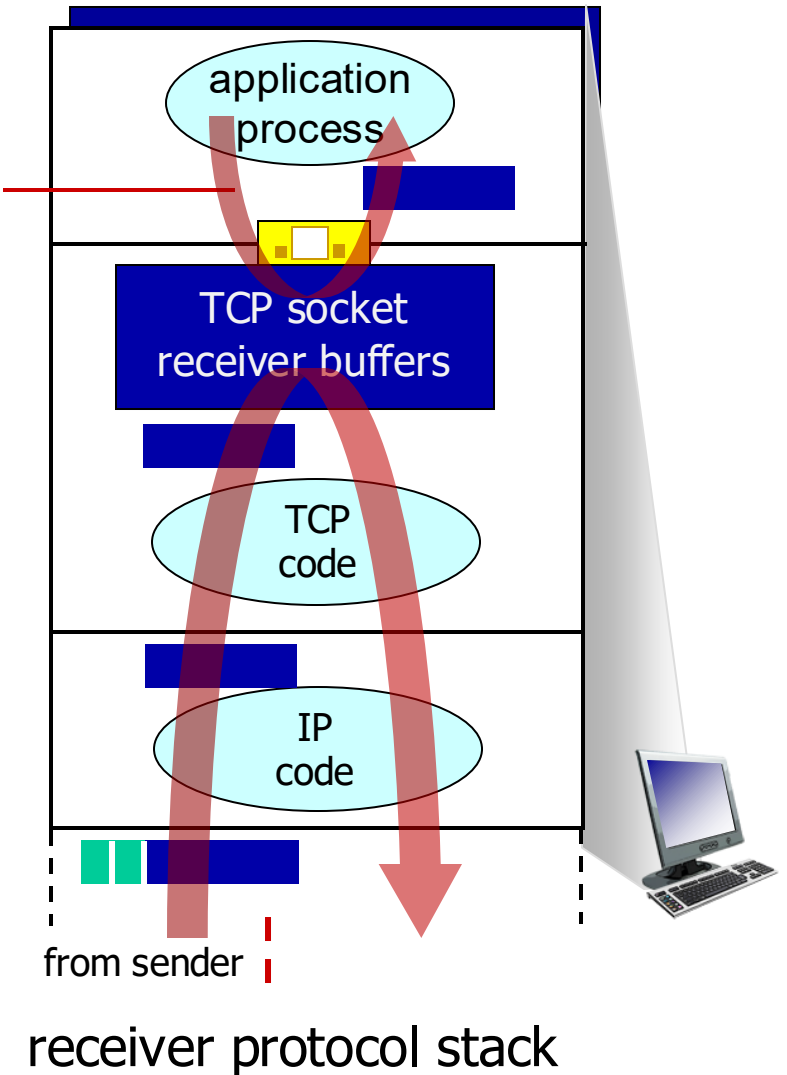 application
process
TCP socket
receiver buffers
TCP
code
IP
code
from sender
receiver protocol stack